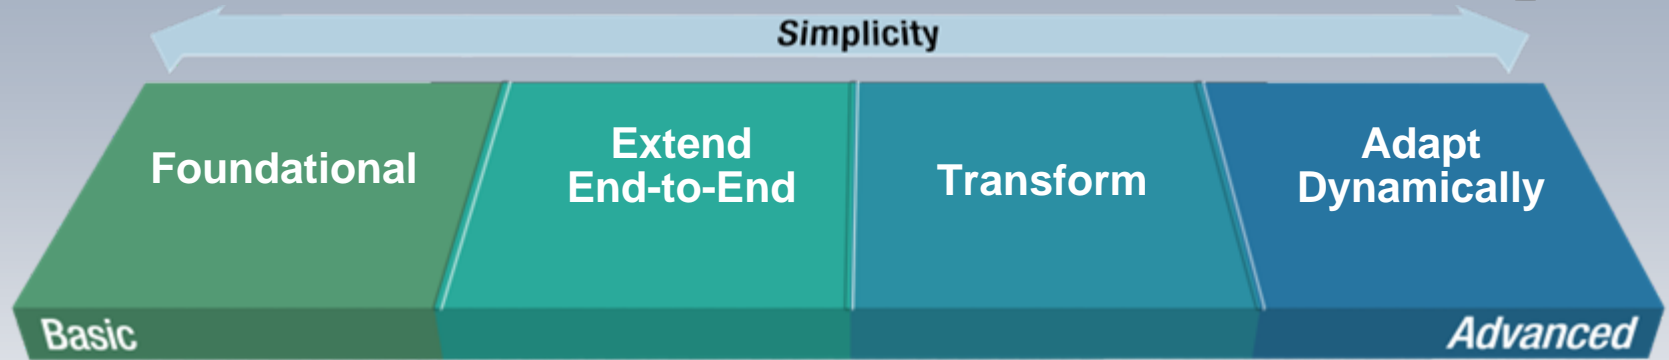 Simplicity
Foundational
Extend
End-to-End
Transform
Adapt
Dynamically
Basic
Advanced